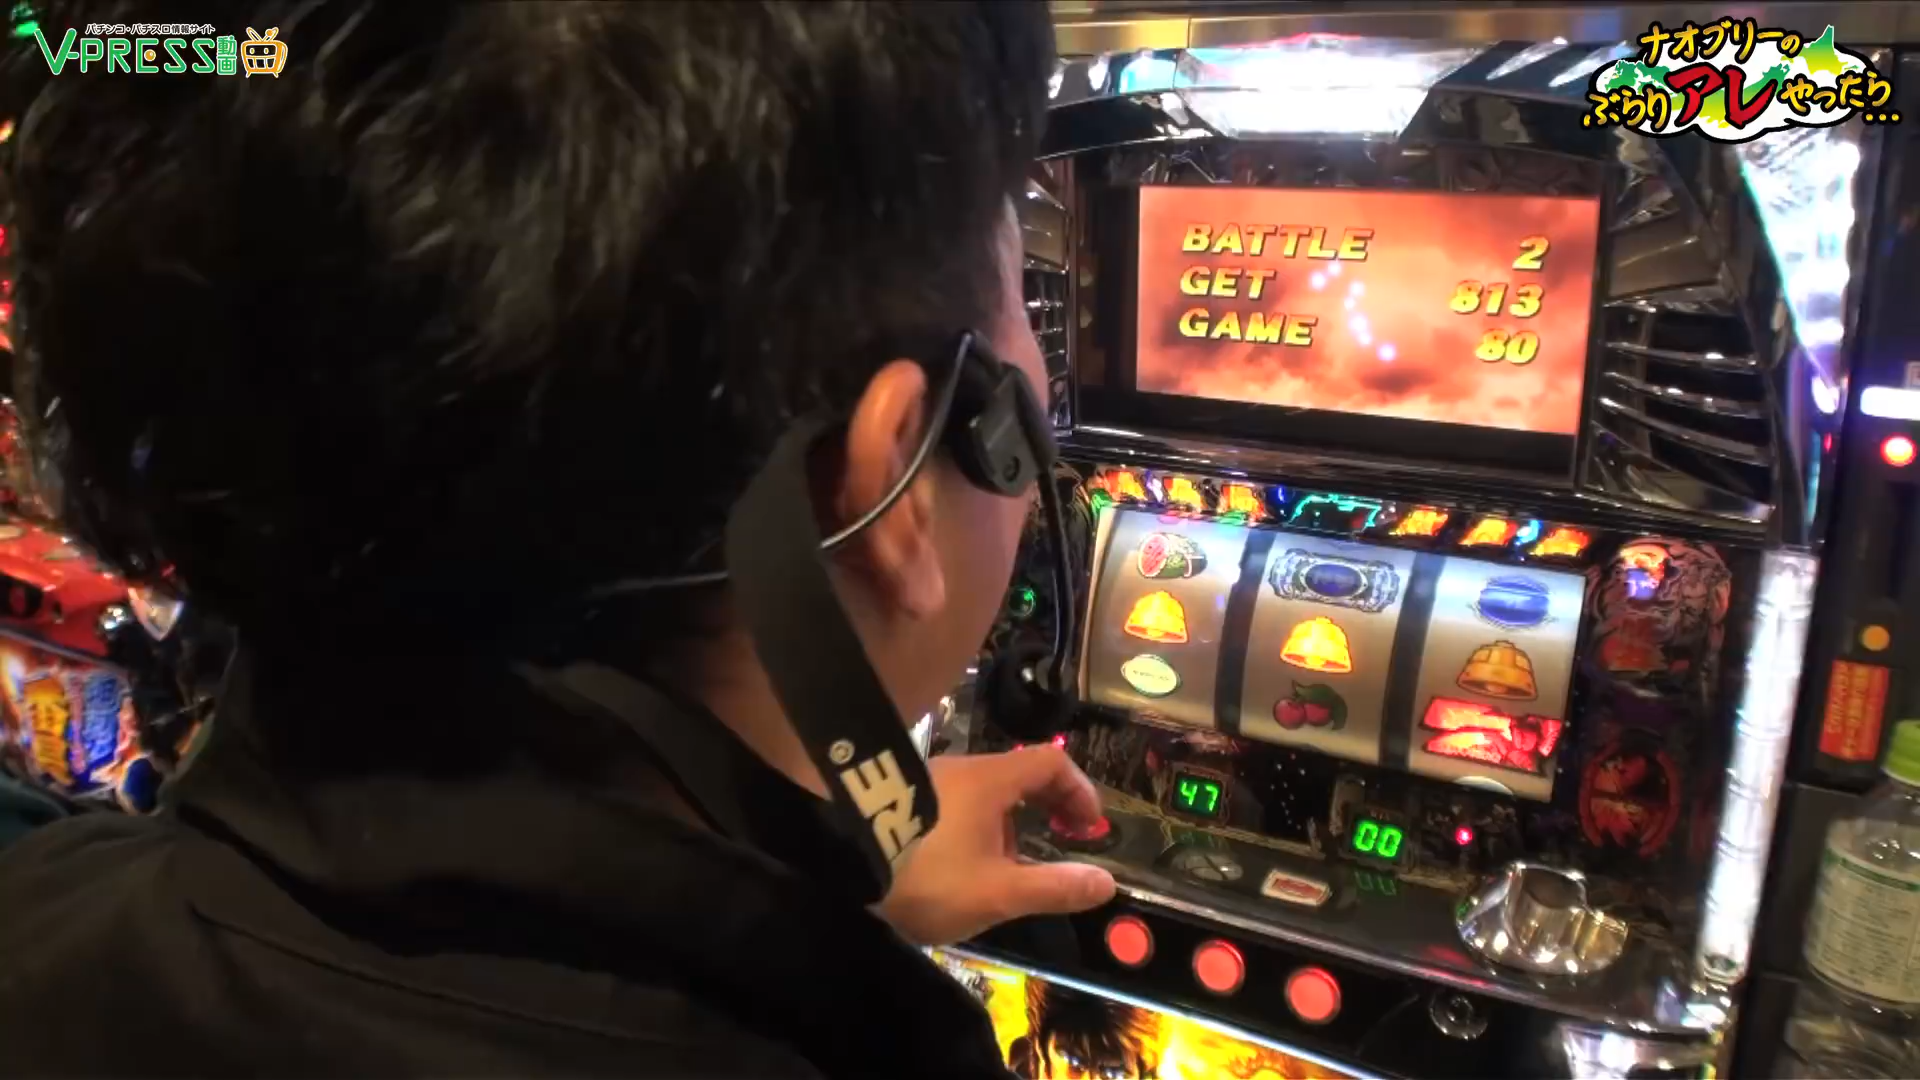 パチンコ・パチスロ情報サイト
V-PRESS動画
ナオブリーの
ぶらりアレやったら...
BATTLE 2
GET 813
GAME 80
47
00
RE®